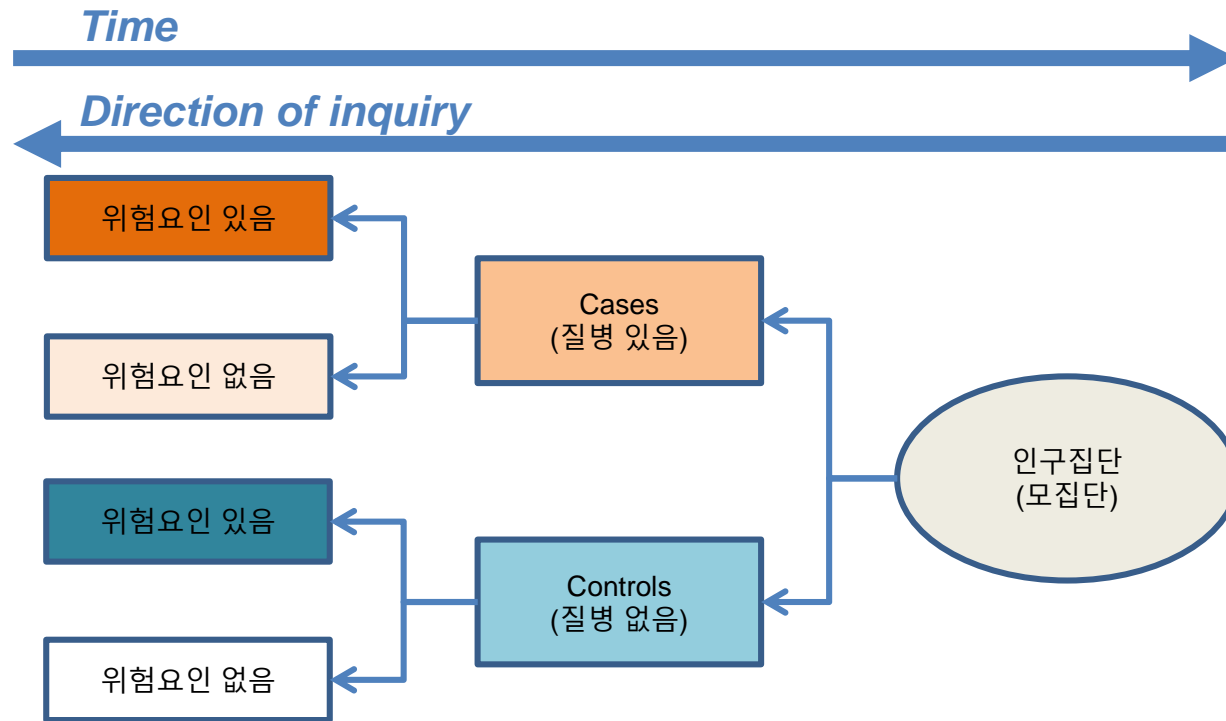 Time
Direction of inquiry
위험요인 있음
위험요인 없음
위험요인 있음
위험요인 없음
Cases
(질병 있음)
Controls
(질병 없음)
인구집단
(모집단)